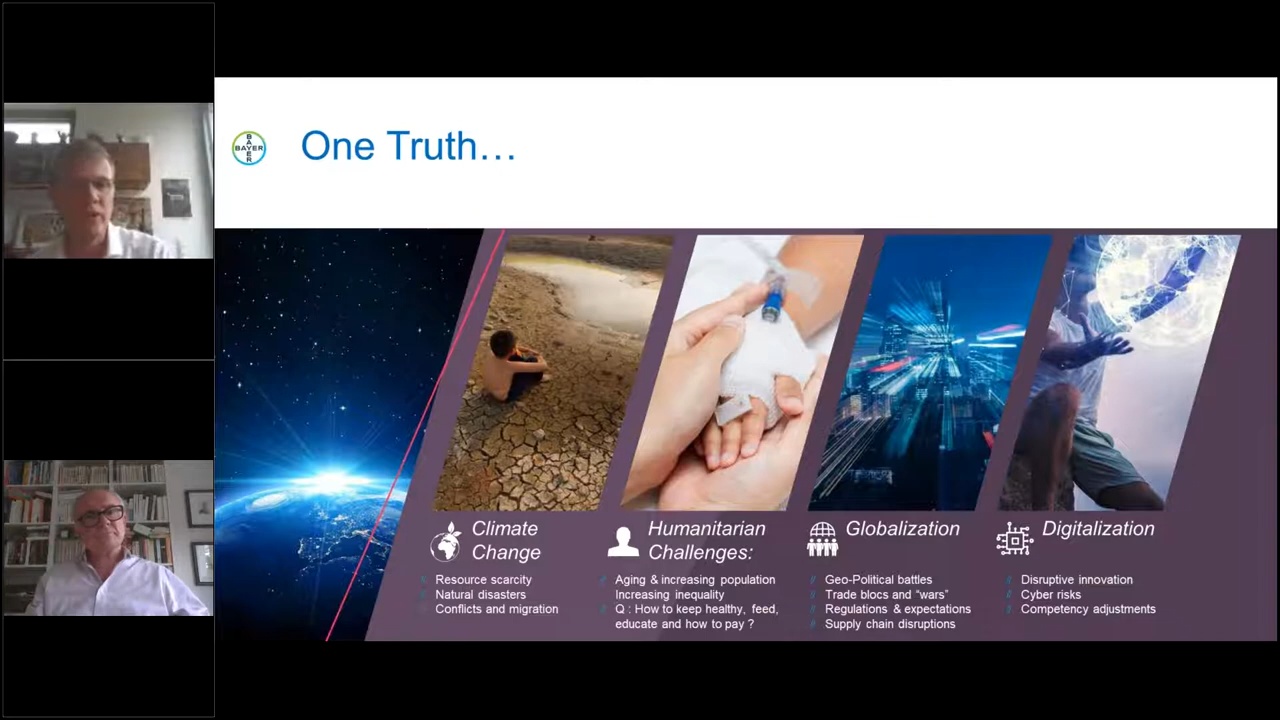 BAYER
BAYER
One Truth…
Climate
Change
Resource scarcity
Natural disasters
Conflicts and migration
Humanitarian
Challenges:
Aging & increasing population
Increasing inequality
Q : How to keep healthy, feed,
educate and how to pay ?
Globalization
Geo-Political battles
Trade blocs and “wars”
Regulations & expectations
Supply chain disruptions
Digitalization
Disruptive innovation
Cyber risks
Competency adjustments